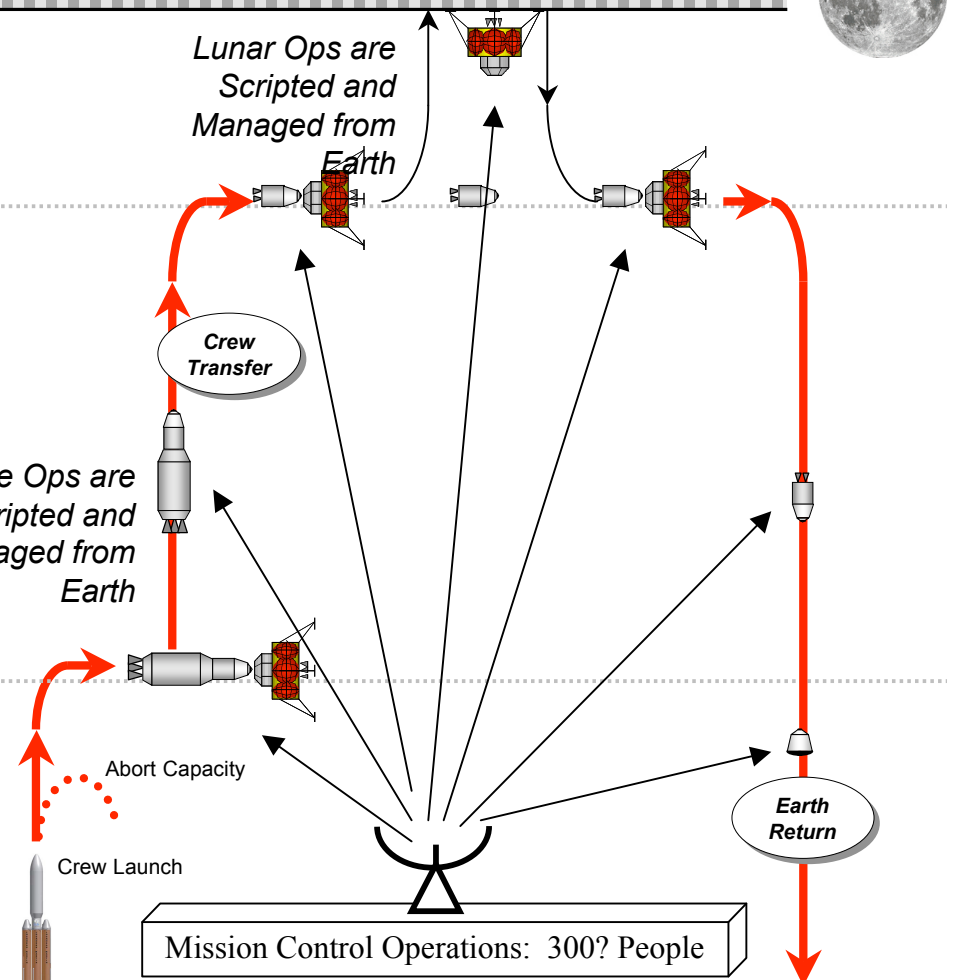 Lunar Ops are
Scripted and
Managed from
Earth
Crew
Transfer
e Ops are
ripted and
aged from
Earth
Abort Capacity
Crew Launch
Earth
Return
Mission Control Operations:  300? People